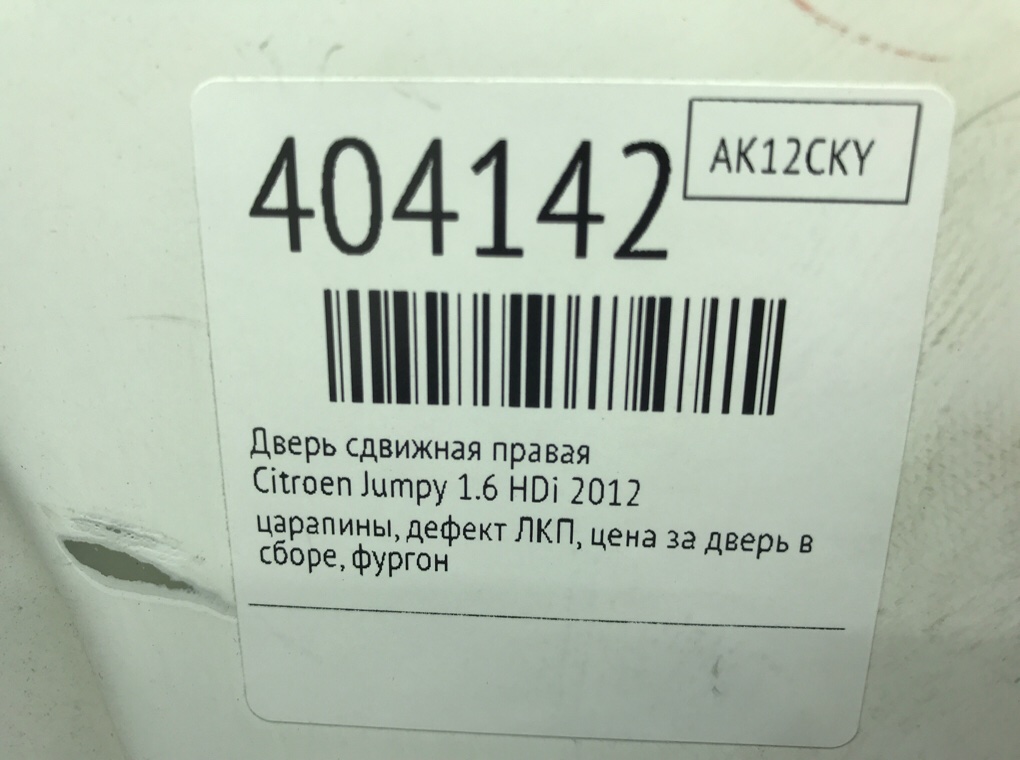 404142
AK12CKY
Дверь сдвижная правая
Citroen Jumpy 1.6 HDi 2012
царапины, дефект ЛКП, цена за дверь в
сборе, фургон